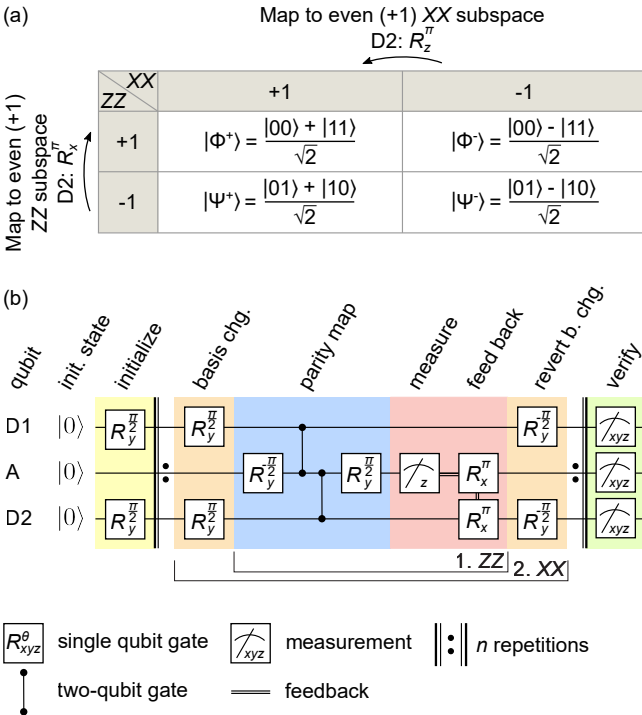 (a)
Map to even (+1) XX subspace
D2: R_z^π
Map to even (+1)
ZZ subspace
D2: R_x^π
XX
ZZ
+1
-1
+1
|Φ⁺⟩ = |00⟩ + |11⟩ / √2
|Φ⁻⟩ = |00⟩ - |11⟩ / √2
-1
|Ψ⁺⟩ = |01⟩ + |10⟩ / √2
|Ψ⁻⟩ = |01⟩ - |10⟩ / √2
(b)
qubit
init. state
initialize
basis chg.
parity map
measure
feed back
revert b. chg.
verify
D1 |0⟩ R_y^{π/2} R_y^{π/2} R_y^{-π/2} xyz
A |0⟩ R_y^{-π/2} R_y^{π/2} z R_x^π xyz
D2 |0⟩ R_y^{π/2} R_y^{π/2} R_x^π R_y^{-π/2} xyz
1. ZZ
2. XX
R_{xyz}^θ single qubit gate
xyz measurement
n repetitions
two-qubit gate
feedback